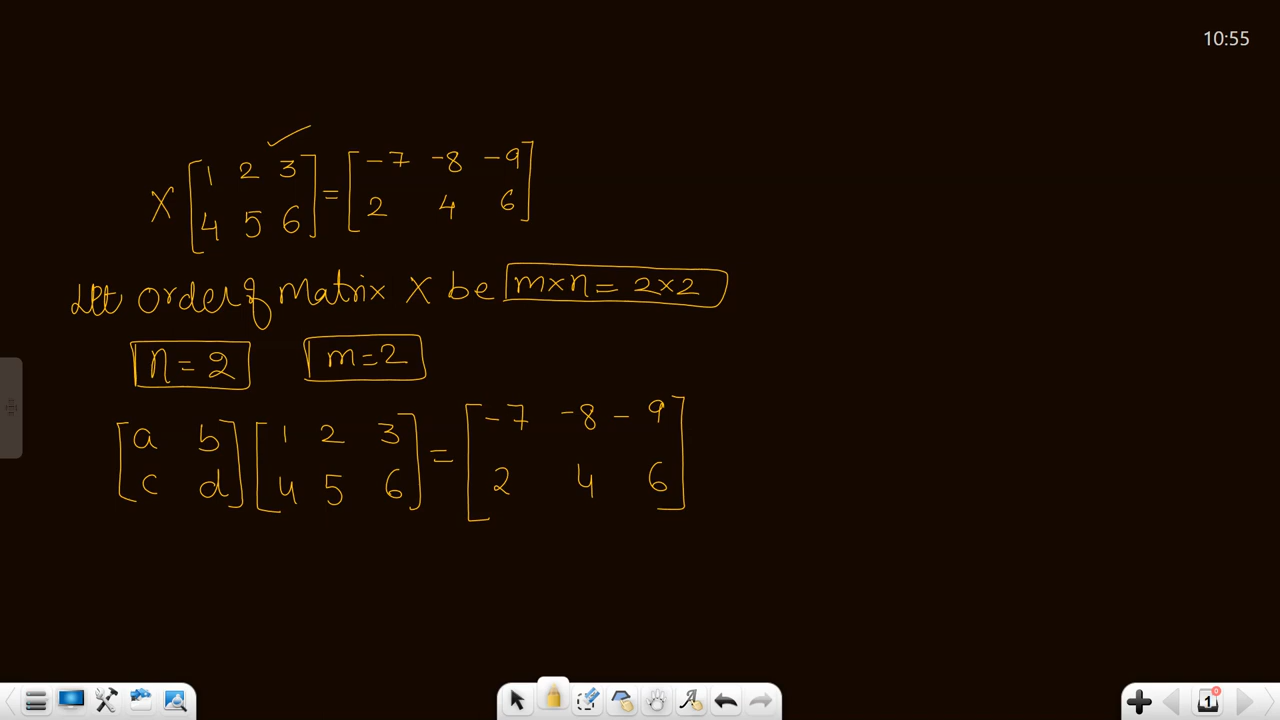 10:55
X [1 2 3 = [-7 -8 -9
4 5 6] 2 4 6]
Let order of Matrix X be m×n = 2×2
n = 2 m = 2
[a b [1 2 3 = [-7 -8 -9
c d] 4 5 6] 2 4 6]
1 0